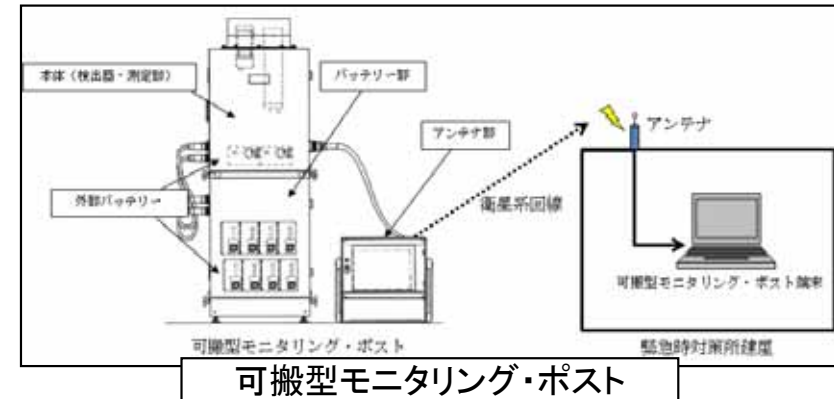 本体（検出器・測定部）
バッテリー部
アンテナ部
外部バッテリー
可搬型モニタリング・ポスト
衛星系回線
アンテナ
可搬型モニタリング・ポスト端末
緊急時対策所建屋
可搬型モニタリング・ポスト